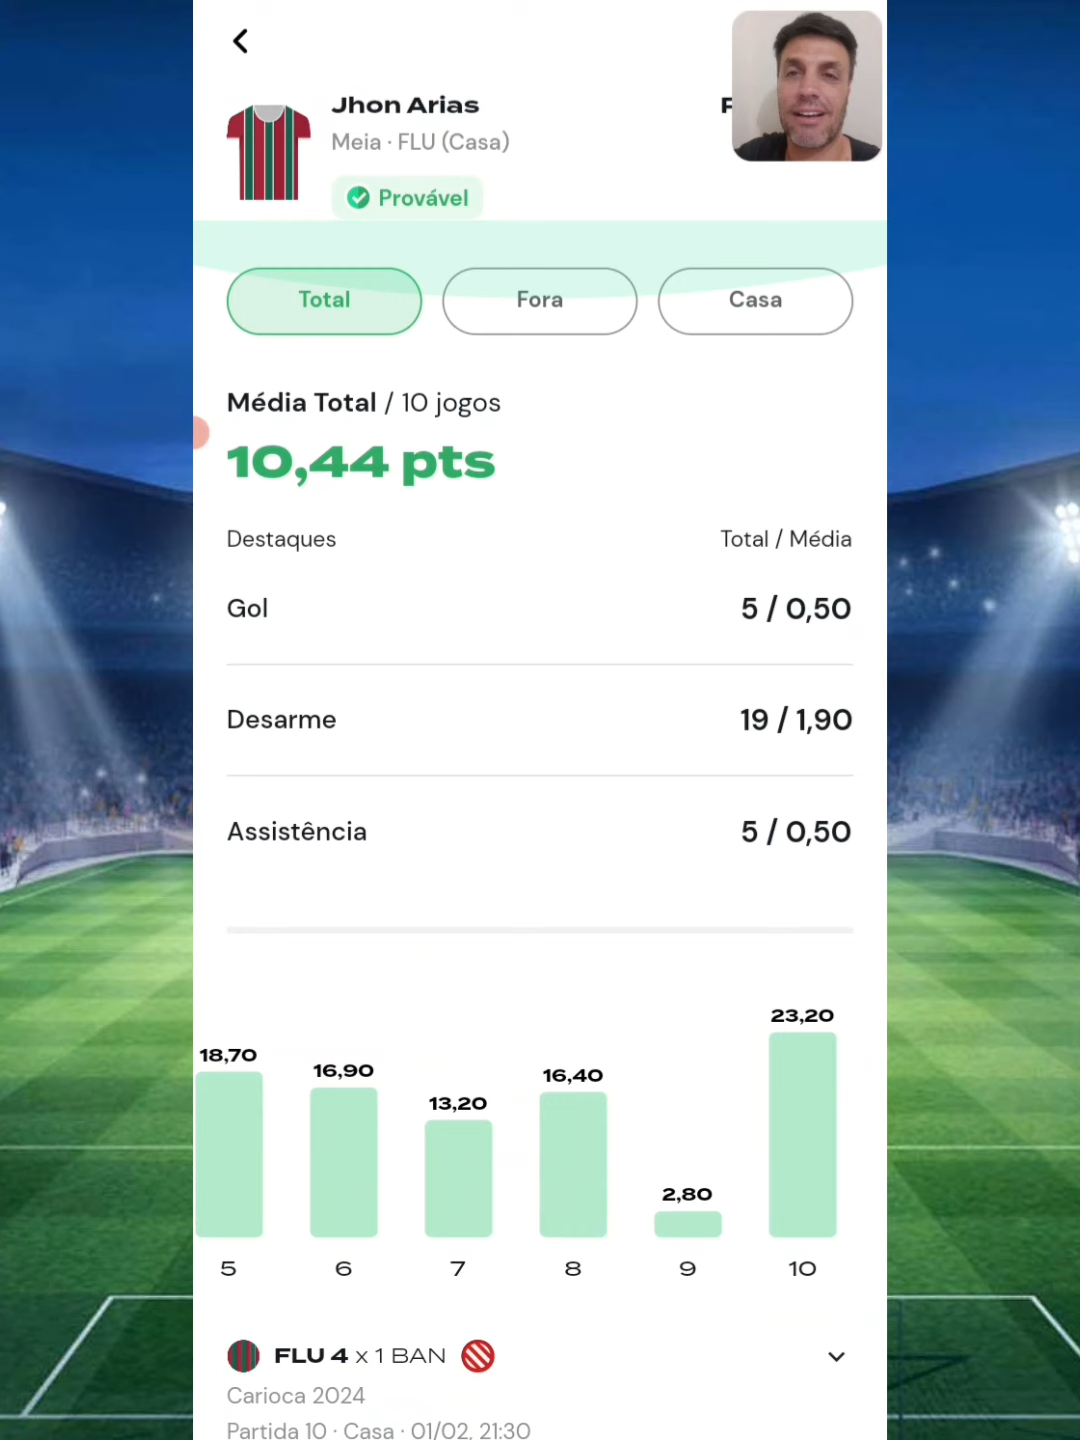 Jhon Arias
Meia · FLU (Casa)
Provável
Total
Fora
Casa
Média Total / 10 jogos
10,44 pts
Destaques
Total / Média
Gol
5 / 0,50
Desarme
19 / 1,90
Assistência
5 / 0,50
18,70
16,90
13,20
16,40
2,80
23,20
5
6
7
8
9
10
FLU 4 x 1 BAN
Carioca 2024
Partida 10 · Casa · 01/02, 21:30